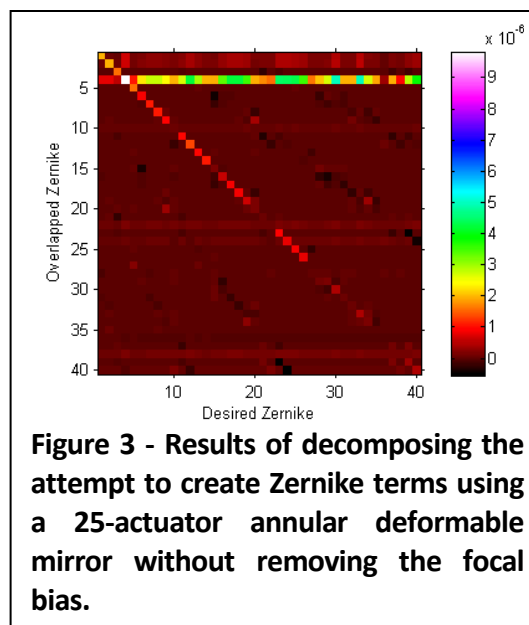 x 10⁻⁶
9
8
7
6
5
4
3
2
1
0
5
10
15
20
25
30
35
40
Overlapped Zernike
10
20
30
40
Desired Zernike
Figure 3 - Results of decomposing the
attempt to create Zernike terms using
a 25-actuator annular deformable
mirror without removing the focal
bias.